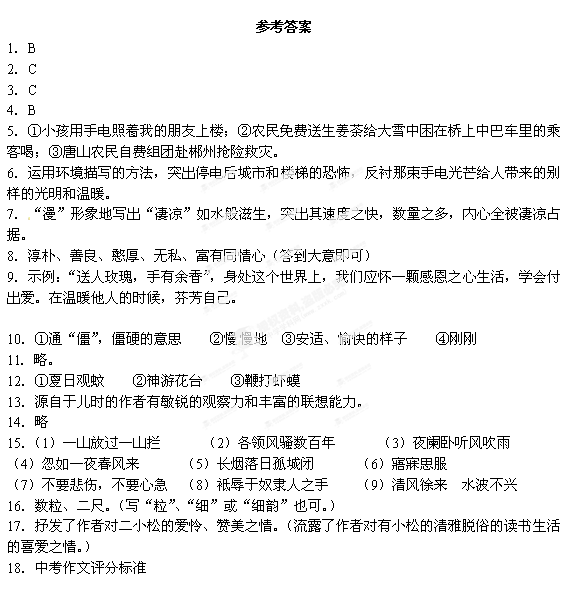 参考答案
1. B
2. C
3. C
4. B
5. ①小孩用手电照着我的朋友上楼；②农民免费送生姜茶给大雪中困在桥上中巴车里的乘
客喝；③唐山农民自费组团赴郴州抢险救灾。
6. 运用环境描写的方法，突出停电后城市和楼梯的恐怖，反衬那束手电光芒给人带来的别
样的光明和温暖。
7. “漫”形象地写出“凄凉”如水般滋生，突出其速度之快，数量之多，内心全被凄凉占
据。
8. 淳朴、善良、憨厚、无私、富有同情心（答到大意即可）
9. 示例：“送人玫瑰，手有余香”，身处这个世界上，我们应怀一颗感恩之心生活，学会付
出爱。在温暖他人的时候，芬芳自己。
10. ①通“僵”，僵硬的意思 ②慢慢地 ③安适、愉快的样子 ④刚刚
11. 略。
12. ①夏日观蚊 ②神游花台 ③鞭打虾蟆
13. 源自于儿时的作者有敏锐的观察力和丰富的联想能力。
14. 略
15.（1）一山放过一山拦 （2）各领风骚数百年 （3）夜阑卧听风吹雨
（4）忽如一夜春风来 （5）长烟落日孤城闭 （6）寤寐思服
（7）不要悲伤，不要心急 （8）祗辱于奴隶人之手 （9）清风徐来 水波不兴
16. 数粒、二尺。（写“粒”、“细”或“细韵”也可。）
17. 抒发了作者对二小松的爱怜、赞美之情。（流露了作者对有小松的清雅脱俗的读书生活
的喜爱之情。）
18. 中考作文评分标准